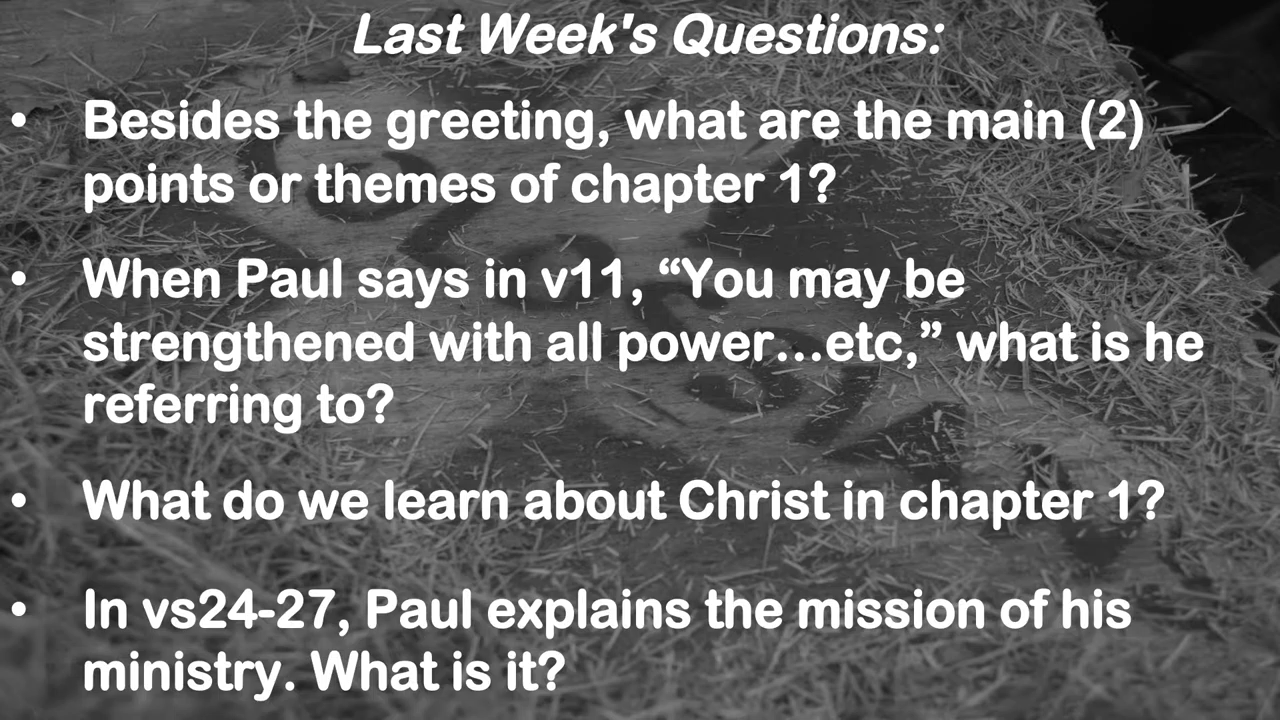 Last Week's Questions:
• Besides the greeting, what are the main (2)
points or themes of chapter 1?
• When Paul says in v11, “You may be
strengthened with all power...etc,” what is he
referring to?
• What do we learn about Christ in chapter 1?
• In vs24-27, Paul explains the mission of his
ministry. What is it?